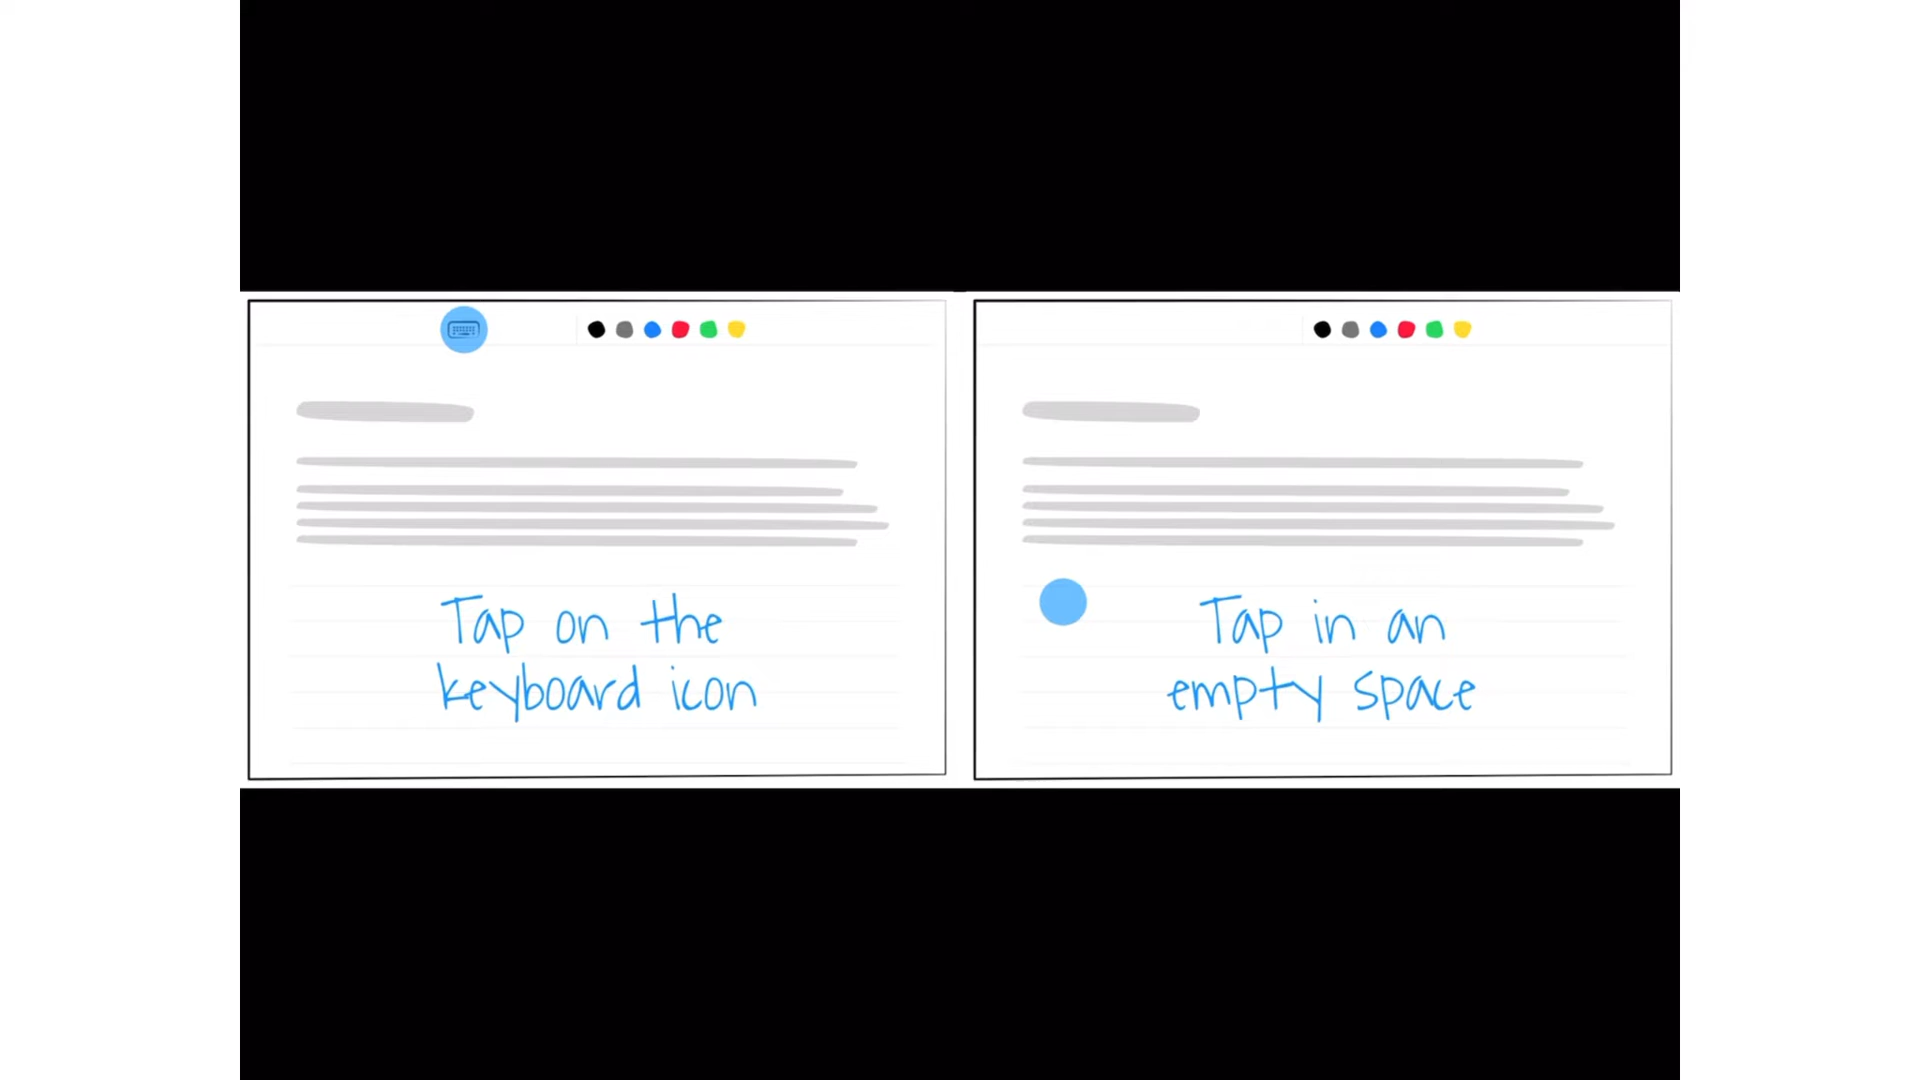 Tap on the
keyboard icon
Tap in an
empty space